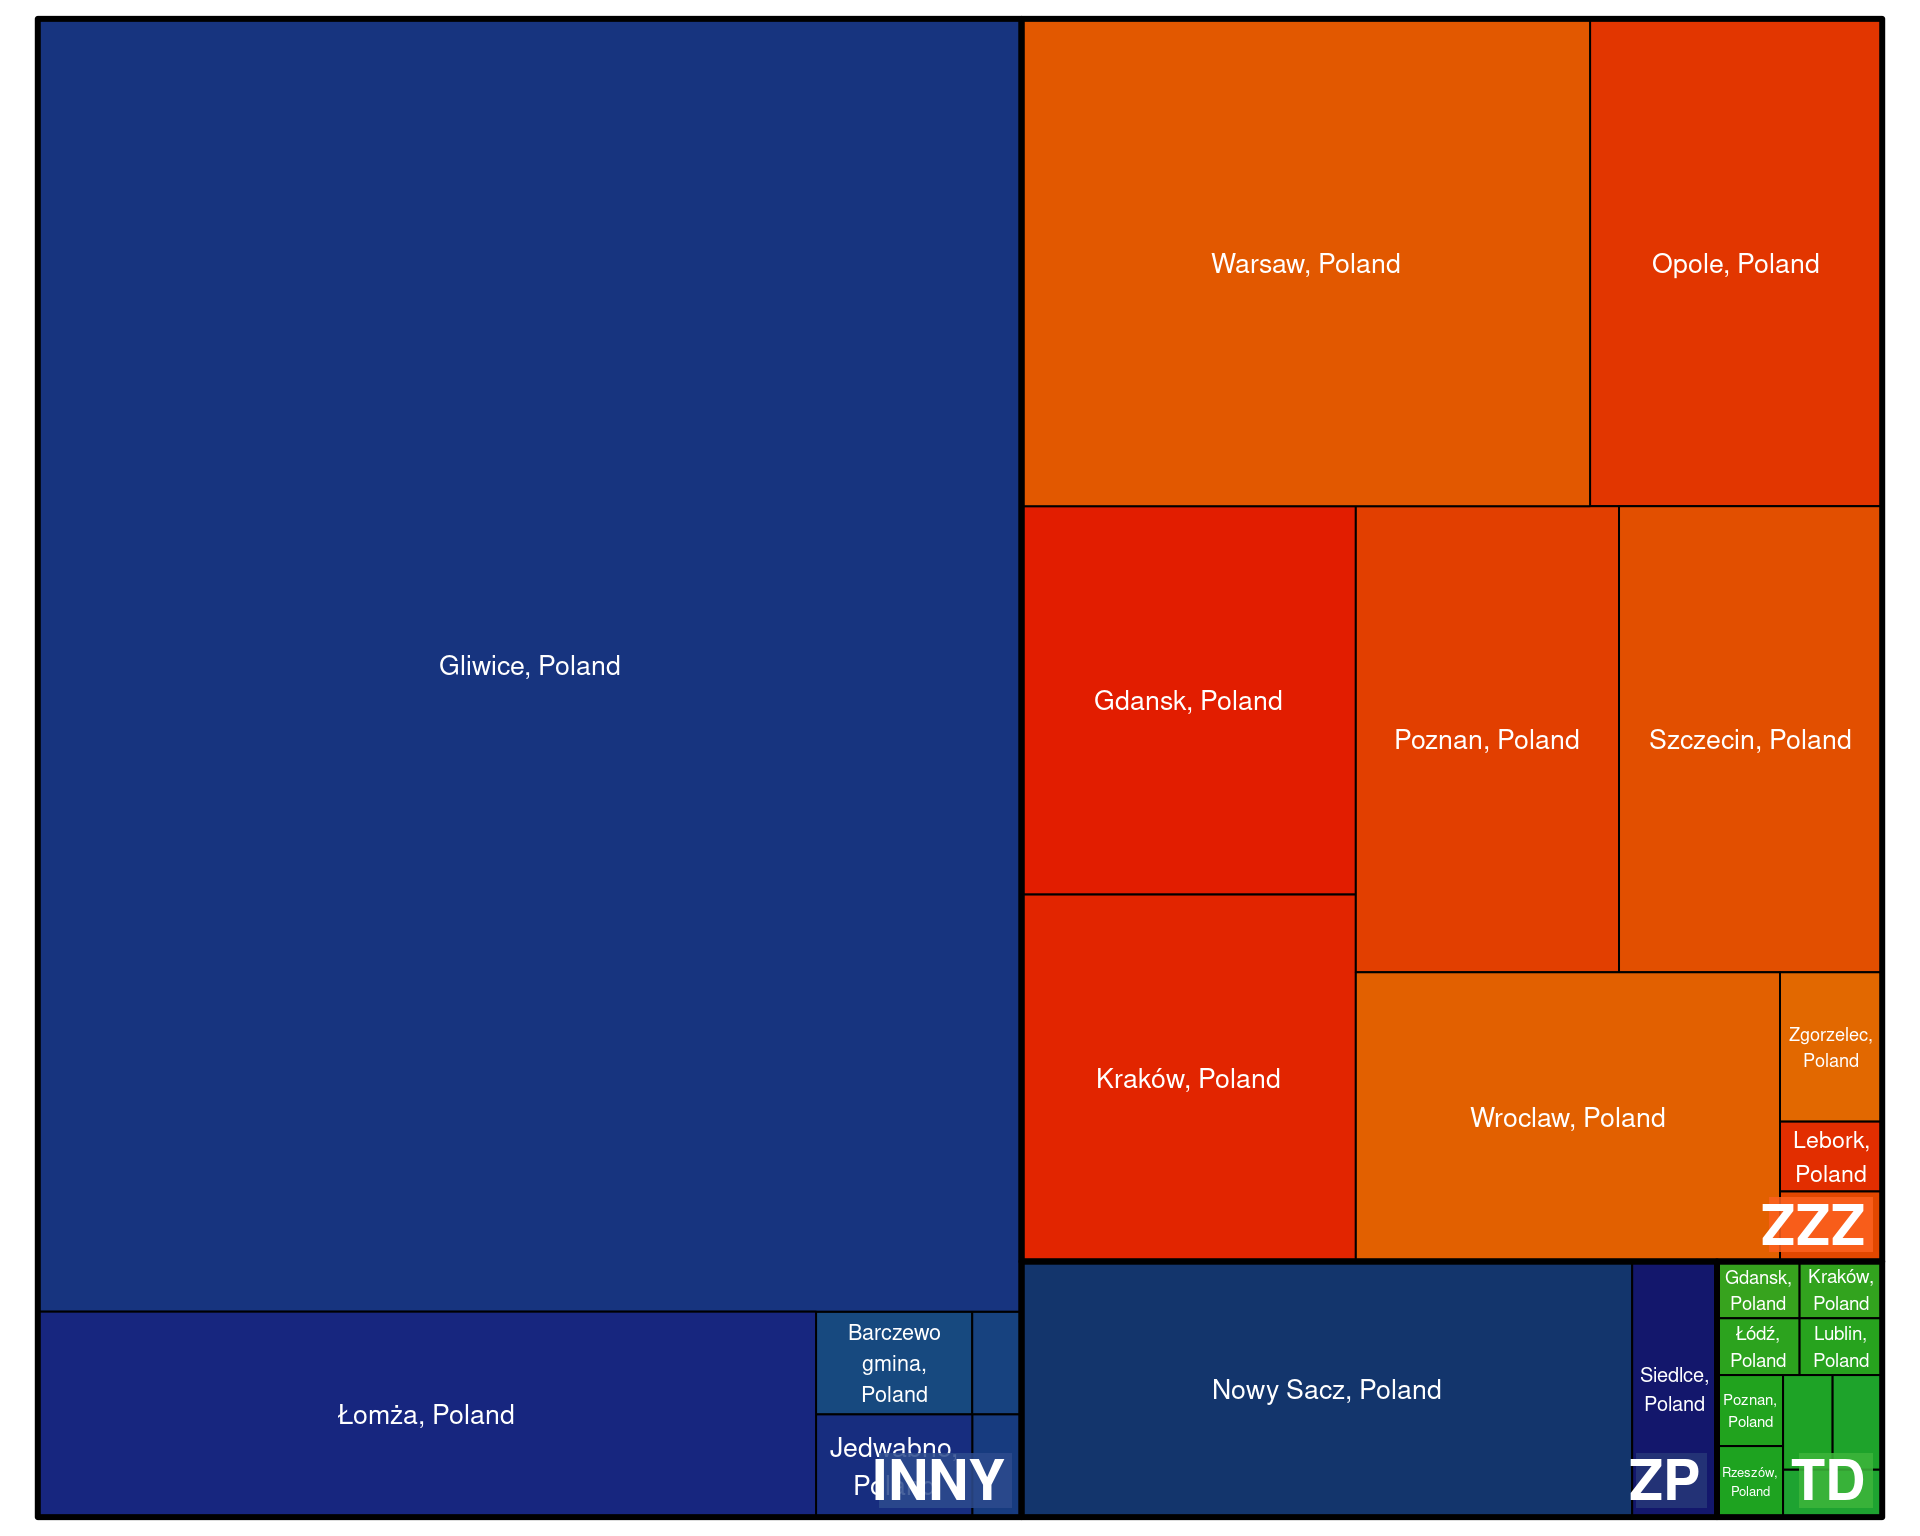 Gliwice, Poland
Łomża, Poland
Barczewo
gmina,
Poland
Jedwabno,
Poland
INNY
Warsaw, Poland
Opole, Poland
Gdansk, Poland
Poznan, Poland
Szczecin, Poland
Kraków, Poland
Wroclaw, Poland
Zgorzelec,
Poland
Lebork,
Poland
ZZZ
Nowy Sacz, Poland
Siedlce,
Poland
ZP
Gdansk,
Poland
Kraków,
Poland
Łódź,
Poland
Lublin,
Poland
Poznan,
Poland
Rzeszów,
Poland
TD